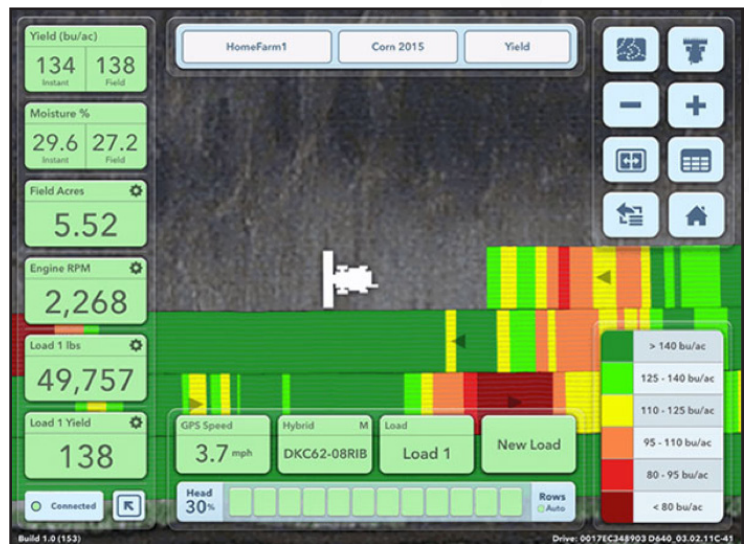 Yield (bu/ac)
134 138
Instant Field
Moisture %
29.6 27.2
Instant Field
Field Acres
5.52
Engine RPM
2,268
Load 1 lbs
49,757
Load 1 Yield
138
Connected
Build 1.0 (153)
HomeFarm1 Corn 2015 Yield
> 140 bu/ac
125 - 140 bu/ac
110 - 125 bu/ac
95 - 110 bu/ac
80 - 95 bu/ac
< 80 bu/ac
GPS Speed
3.7 mph
Hybrid M
DKC62-08RIB
Load
Load 1
New Load
Head
30%
Rows
Auto
Drive: 0017EC348903 D640_03.02.11C-41